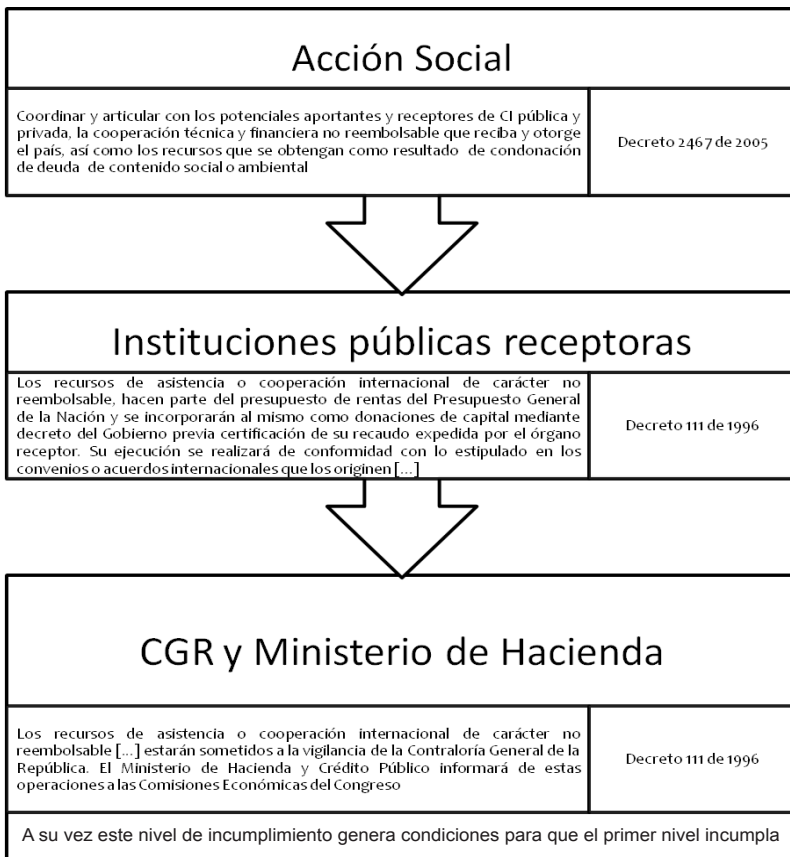 Acción Social
Coordinar y articular con los potenciales aportantes y receptores de CI pública y
privada, la cooperación técnica y financiera no reembolsable que reciba y otorge
el país, así como los recursos que se obtengan como resultado de condonación
de deuda de contenido social o ambiental
Decreto 2467 de 2005
Instituciones públicas receptoras
Los recursos de asistencia o cooperación internacional de carácter no
reembolsable, hacen parte del presupuesto de rentas del Presupuesto General
de la Nación y se incorporarán al mismo como donaciones de capital mediante
decreto del Gobierno previa certificación de su recaudo expedida por el órgano
receptor. Su ejecución se realizará de conformidad con lo estipulado en los
convenios o acuerdos internacionales que los originen [...]
Decreto 111 de 1996
CGR y Ministerio de Hacienda
Los recursos de asistencia o cooperación internacional de carácter no
reembolsable [...] estarán sometidos a la vigilancia de la Contraloría General de la
República. El Ministerio de Hacienda y Crédito Público informará de estas
operaciones a las Comisiones Económicas del Congreso
Decreto 111 de 1996
A su vez este nivel de incumplimiento genera condiciones para que el primer nivel incumpla